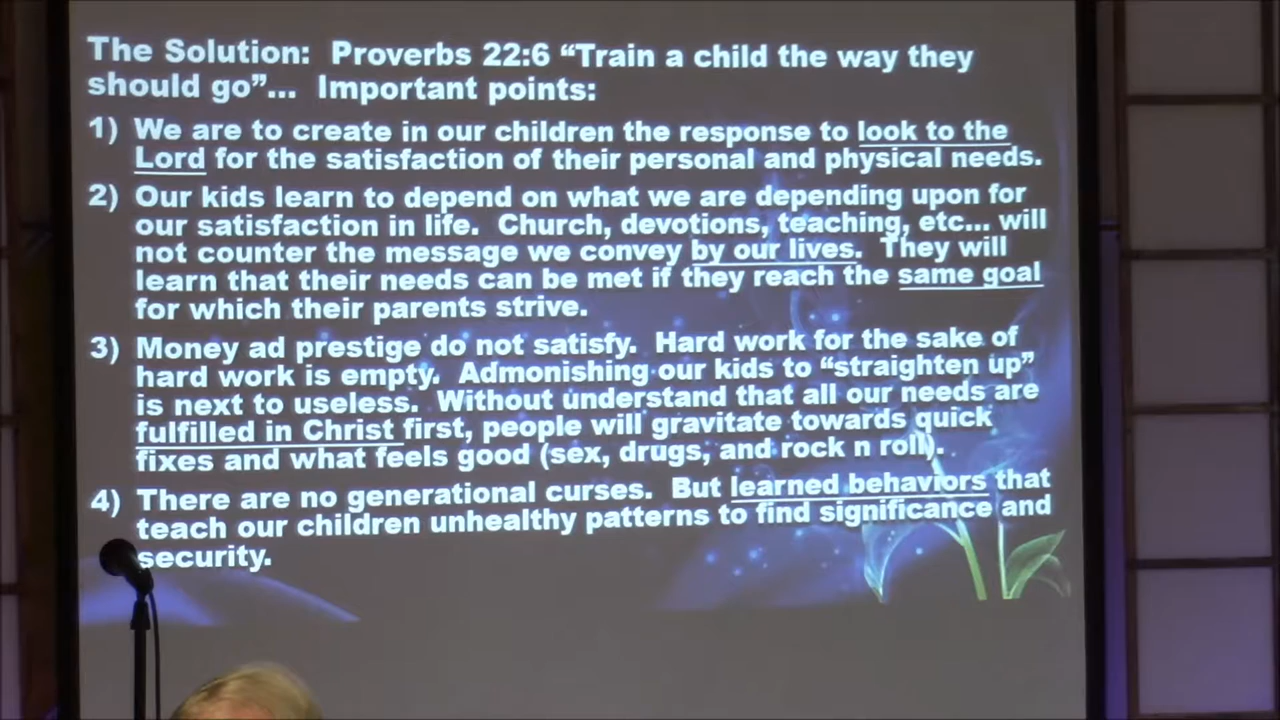 The Solution:  Proverbs 22:6 “Train a child the way they
should go”...  Important points:
1) We are to create in our children the response to look to the
Lord for the satisfaction of their personal and physical needs.
2) Our kids learn to depend on what we are depending upon for
our satisfaction in life.  Church, devotions, teaching, etc... will
not counter the message we convey by our lives.  They will
learn that their needs can be met if they reach the same goal
for which their parents strive.
3) Money ad prestige do not satisfy.  Hard work for the sake of
hard work is empty.  Admonishing our kids to “straighten up”
is next to useless.  Without understand that all our needs are
fulfilled in Christ first, people will gravitate towards quick
fixes and what feels good (sex, drugs, and rock n roll).
4) There are no generational curses.  But learned behaviors that
teach our children unhealthy patterns to find significance and
security.